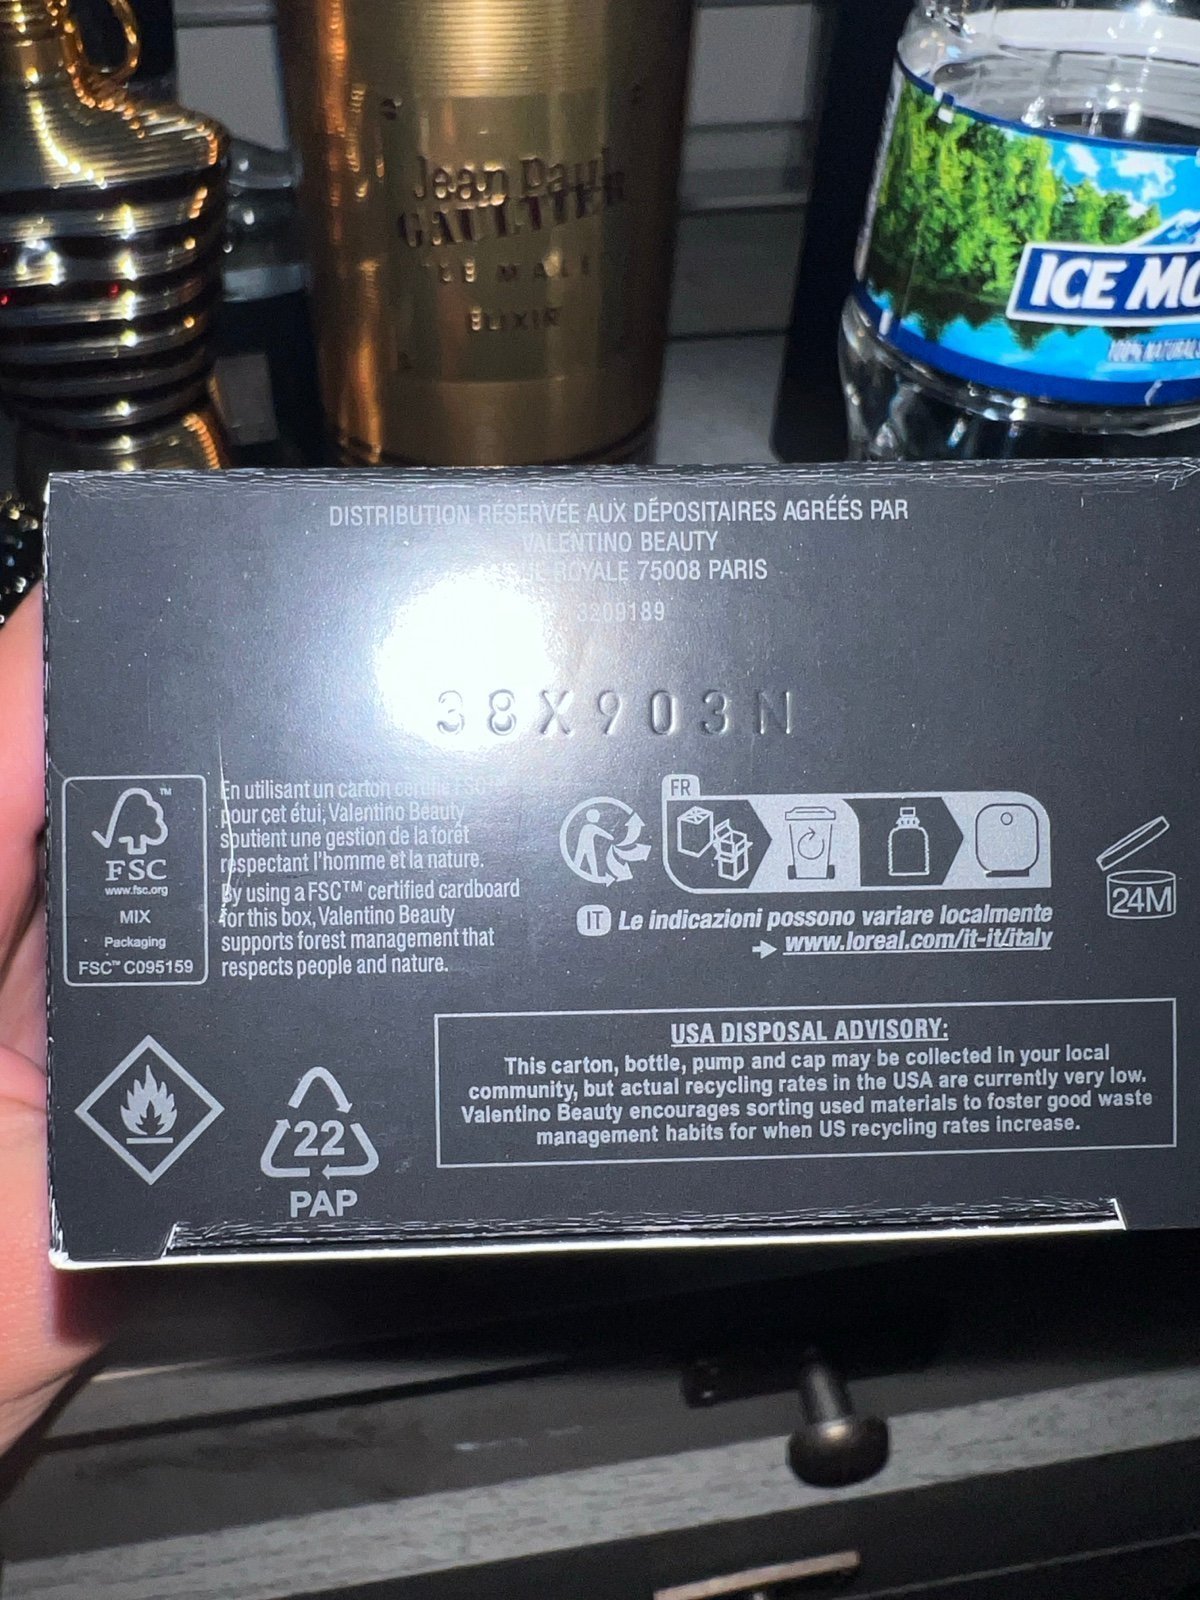 Jean Paul
GAULTIER
LE MALE
ELIXIR
ICE MO
100% NATURAL
DISTRIBUTION RÉSERVÉE AUX DÉPOSITAIRES AGRÉÉS PAR
VALENTINO BEAUTY
ROYALE 75008 PARIS
3209189
38X903N
FSC
www.fsc.org
MIX
Packaging
FSC™ C095159
En utilisant un carton certifié FSC
pour cet étui, Valentino Beauty
soutient une gestion de la forêt
respectant l'homme et la nature.
By using a FSC™ certified cardboard
for this box, Valentino Beauty
supports forest management that
respects people and nature.
FR
IT Le indicazioni possono variare localmente
www.loreal.com/it-it/italy
24M
22
PAP
USA DISPOSAL ADVISORY:
This carton, bottle, pump and cap may be collected in your local
community, but actual recycling rates in the USA are currently very low.
Valentino Beauty encourages sorting used materials to foster good waste
management habits for when US recycling rates increase.